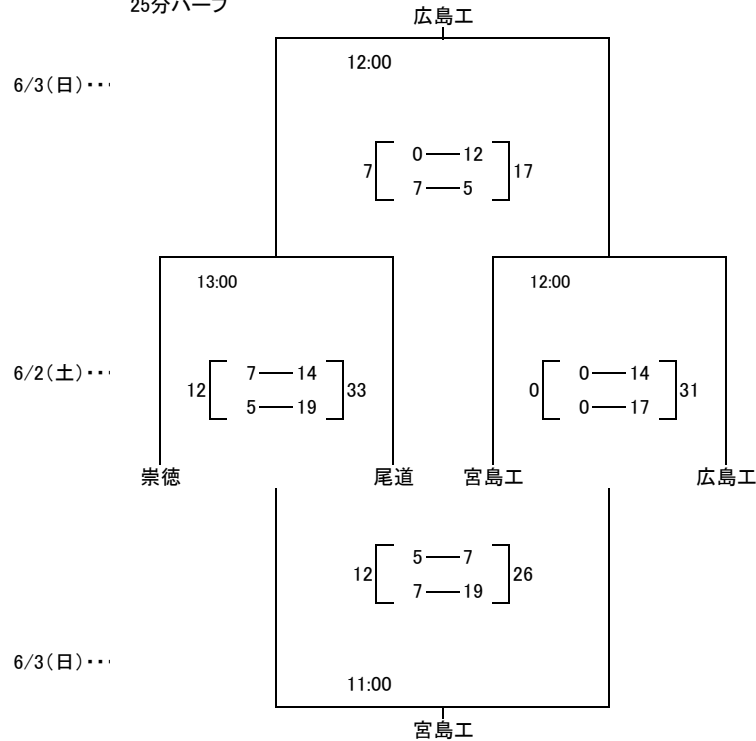 25分ハーフ
広島工
12:00
6/3(日)・・・
0 12
7 17
7 5
13:00 12:00
6/2(土)・・・
7 14 0 14
12 33 0 31
5 19 0 17
崇徳 尾道 宮島工 広島工
5 7
12 26
7 19
6/3(日)・・・
11:00
宮島工